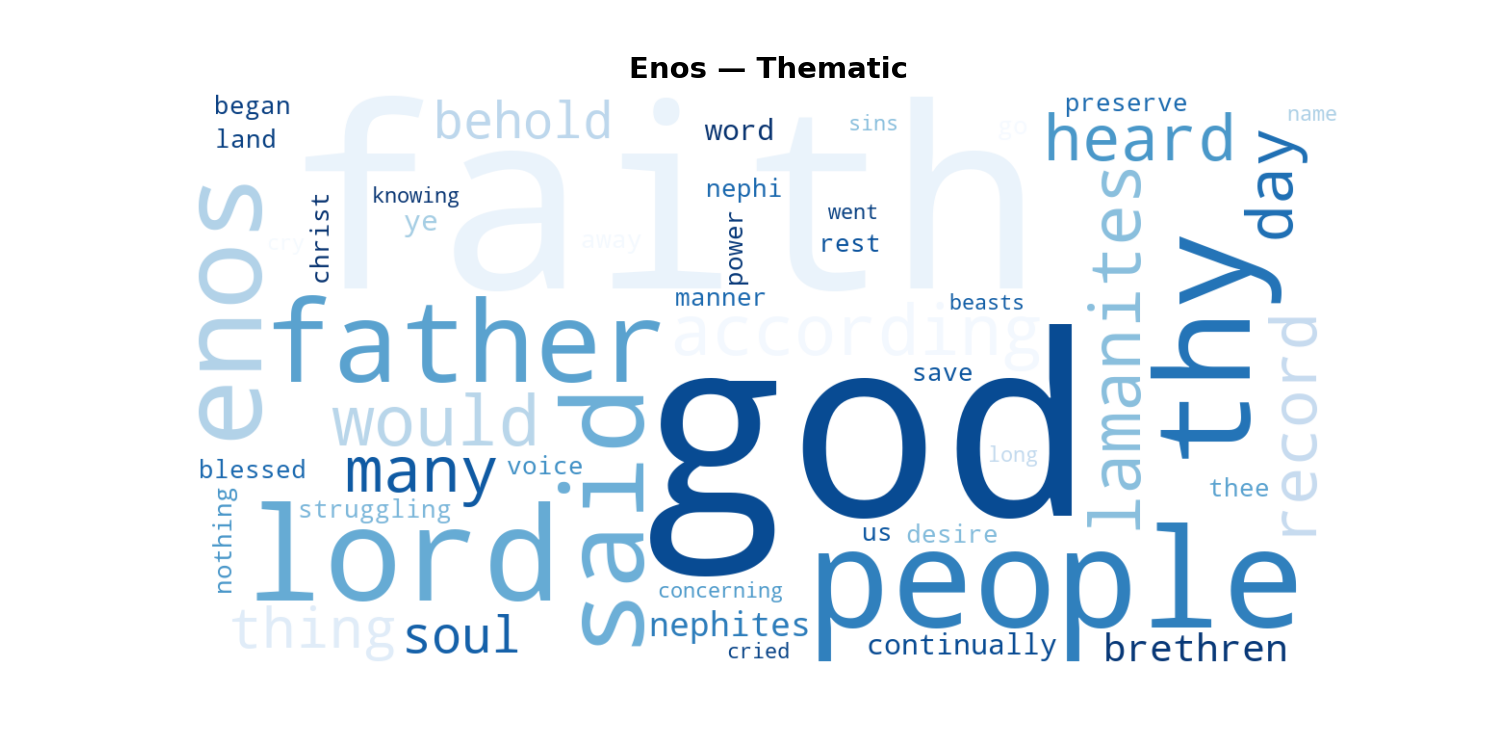 Enos — Thematic
began
behold
faith
word
sins
go
preserve
name
land
heard
day
enos
christ
knowing
ye
nephi
power
went
rest
lamanites
thy
cry
away
father
manner
according
beasts
record
save
god
would
said
many
voice
long
blessed
thee
nothing
struggling
lord
us
desire
people
concerning
thing
soul
nephites
cried
continually
brethren